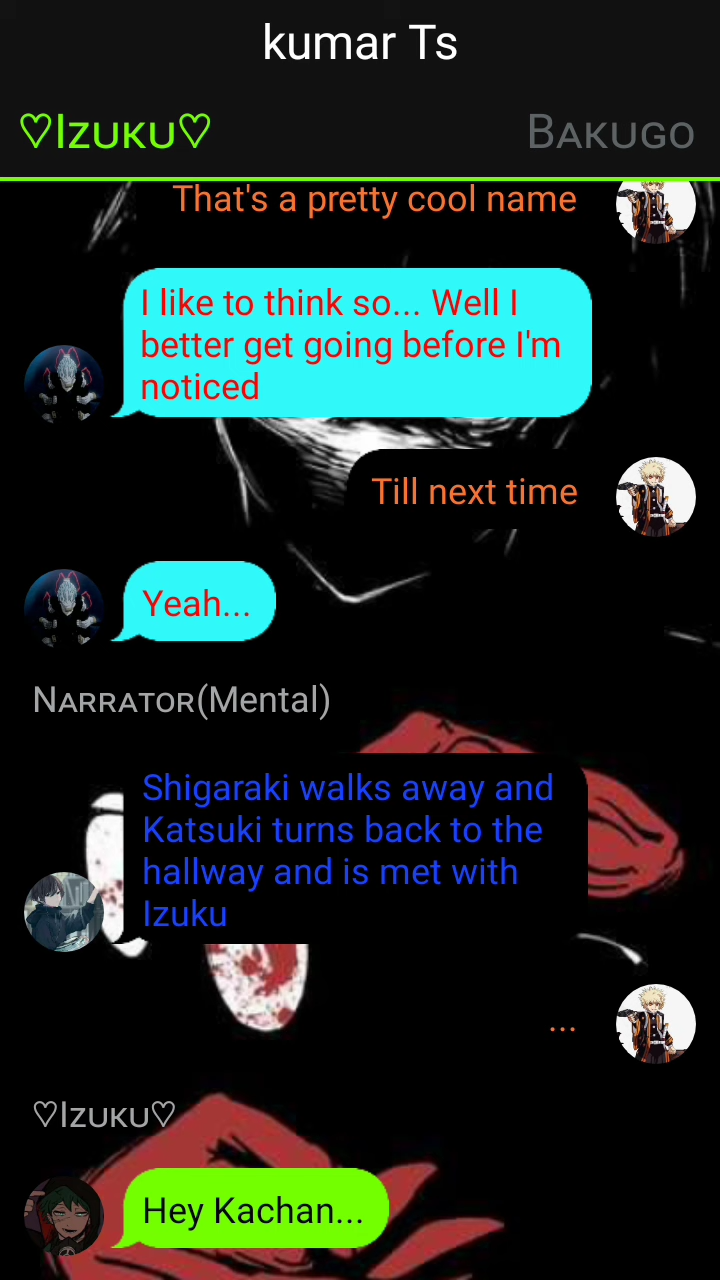 kumar Ts
♡Izuku♡
Bakugo
That's a pretty cool name
I like to think so... Well I
better get going before I'm
noticed
Till next time
Yeah...
Narrator(Mental)
Shigaraki walks away and
Katsuki turns back to the
hallway and is met with
Izuku
...
♡Izuku♡
Hey Kachan...